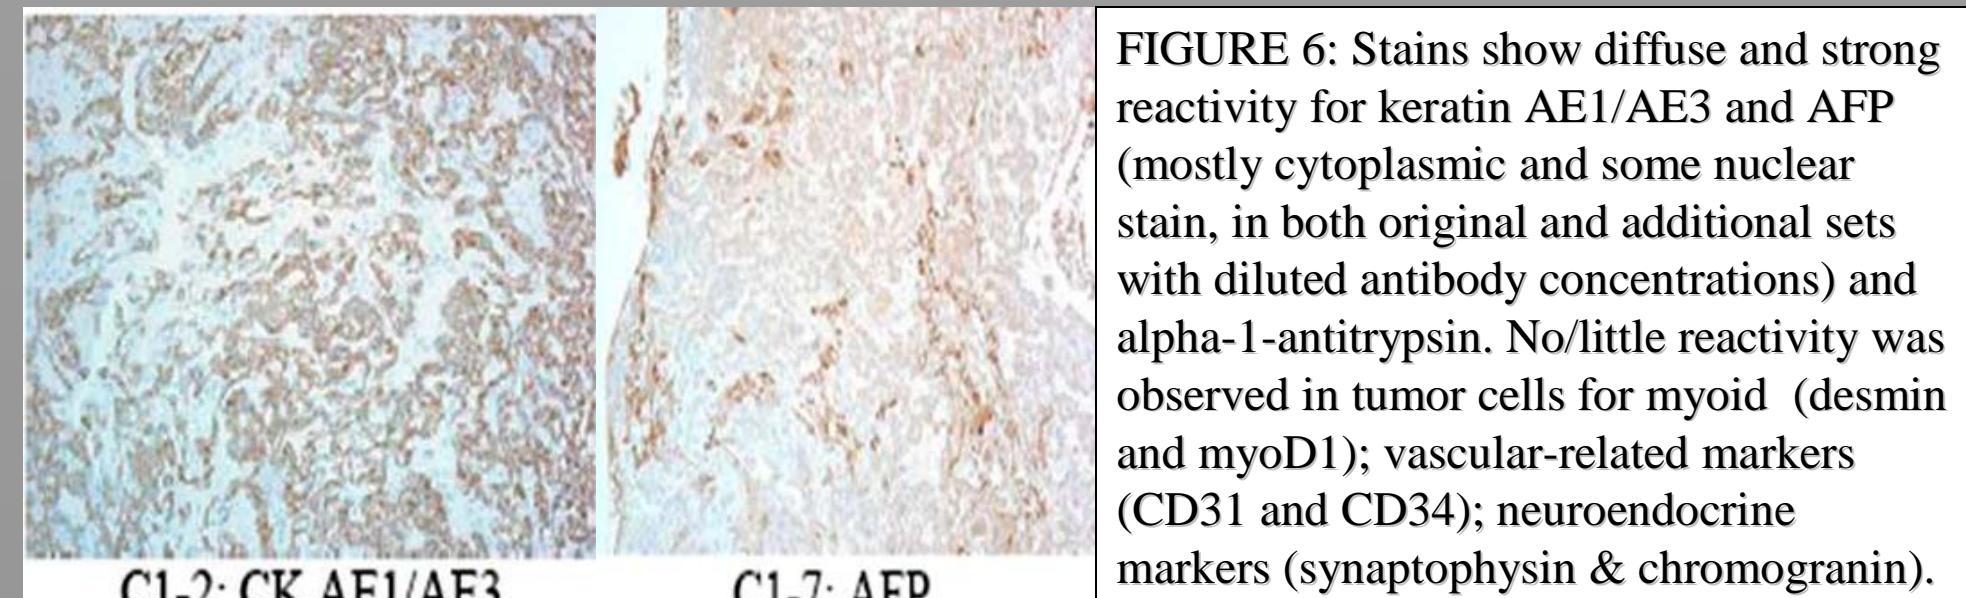 FIGURE 6: Stains show diffuse and strong
reactivity for keratin AE1/AE3 and AFP
(mostly cytoplasmic and some nuclear
stain, in both original and additional sets
with diluted antibody concentrations) and
alpha-1-antitrypsin. No/little reactivity was
observed in tumor cells for myoid  (desmin
and myoD1); vascular-related markers
(CD31 and CD34); neuroendocrine
markers (synaptophysin & chromogranin).
C1-2: CK AE1/AE3
C1-7: AFP